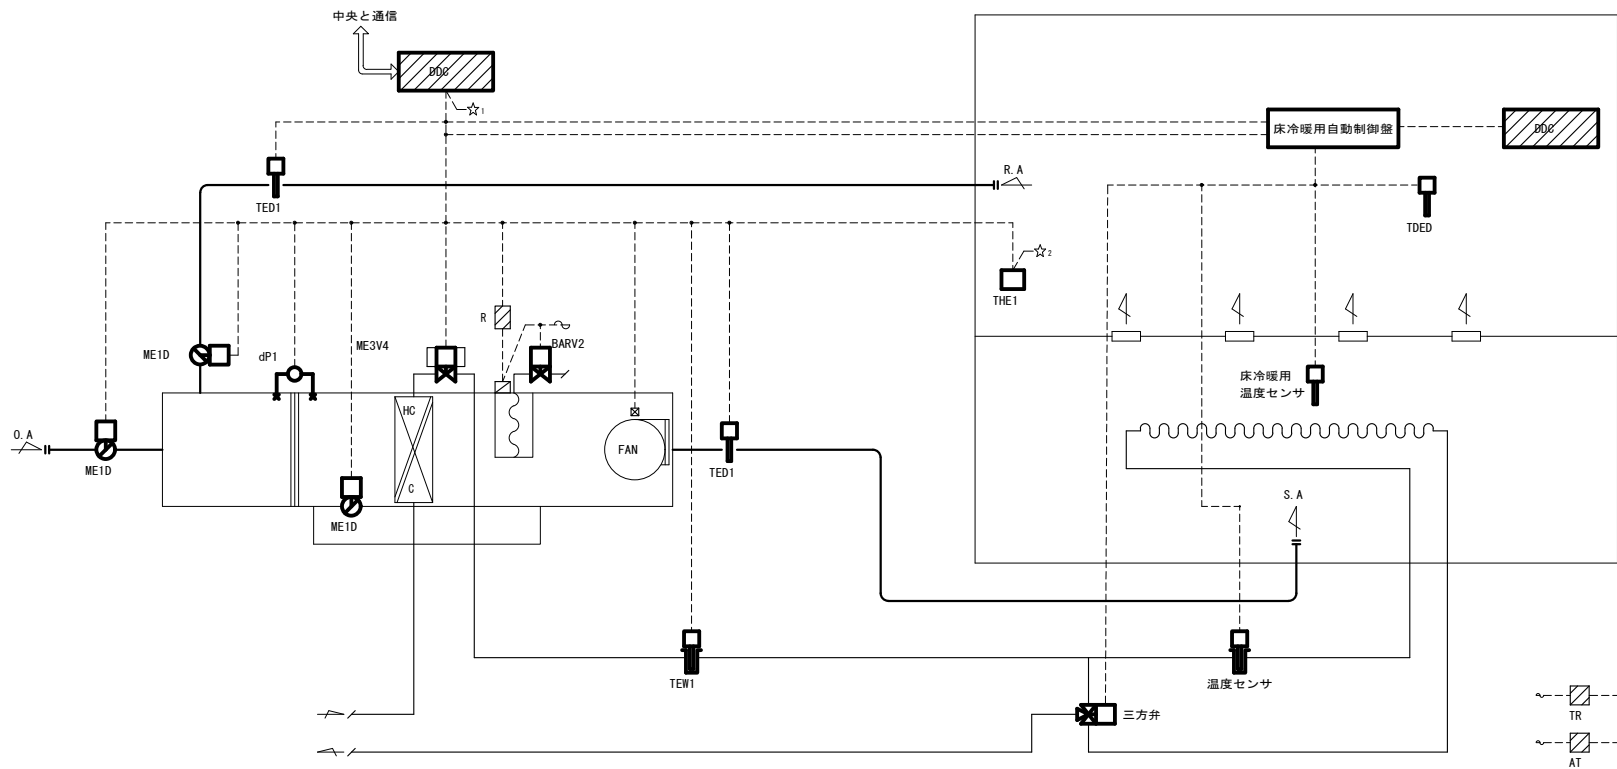 中央と通信
DDC
☆1
床冷暖用自動制御盤
DDC
R.A
TED1
TDED
☆2
THE1
R
ME3V4
BARV2
ME1D
dP1
床冷暖用
温度センサ
HC
O.A
FAN
ME1D
TED1
C
S.A
ME1D
TEW1
温度センサ
三方弁
TR
AT